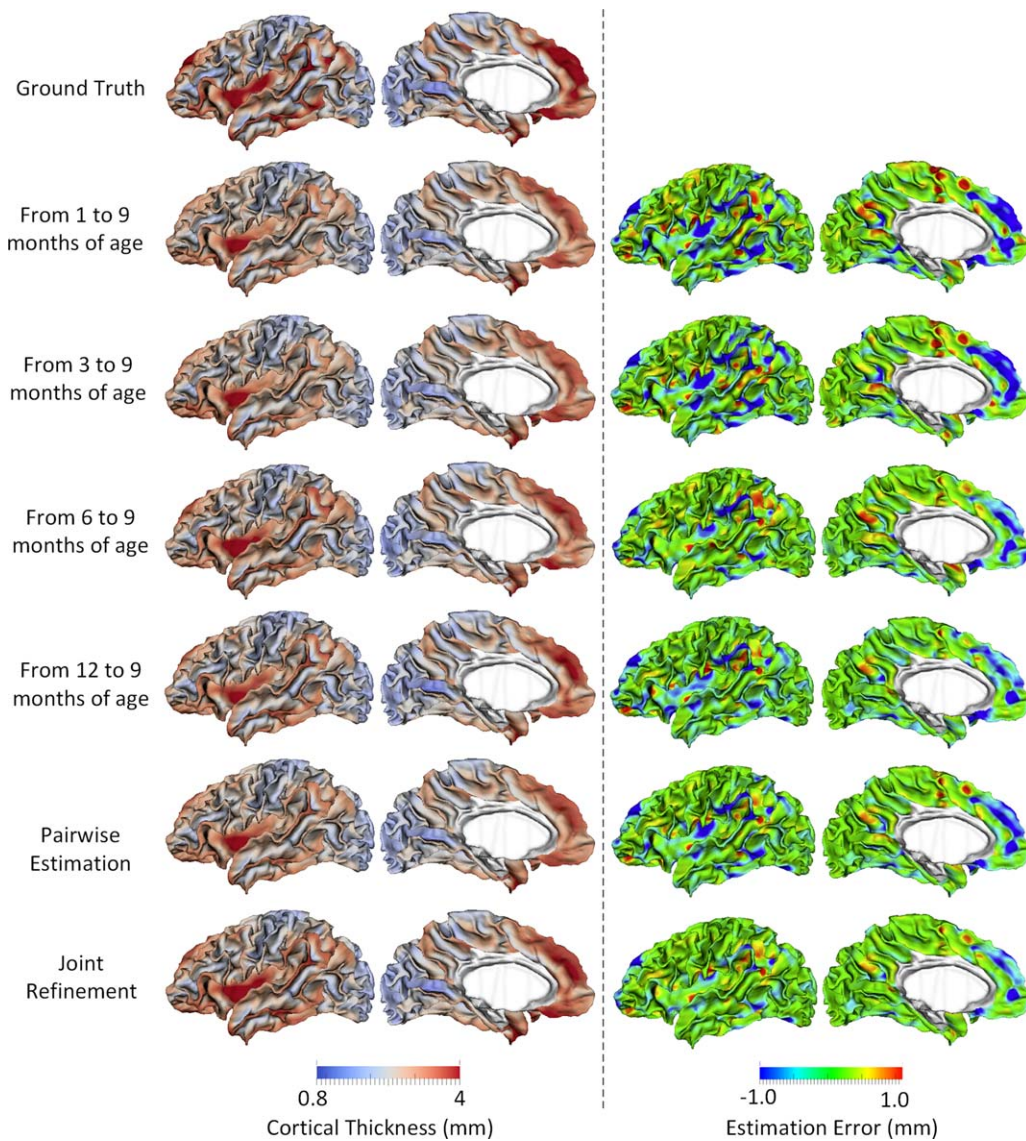 Ground Truth
From 1 to 9
months of age
From 3 to 9
months of age
From 6 to 9
months of age
From 12 to 9
months of age
Pairwise
Estimation
Joint
Refinement
0.8 4
Cortical Thickness (mm)
-1.0 1.0
Estimation Error (mm)